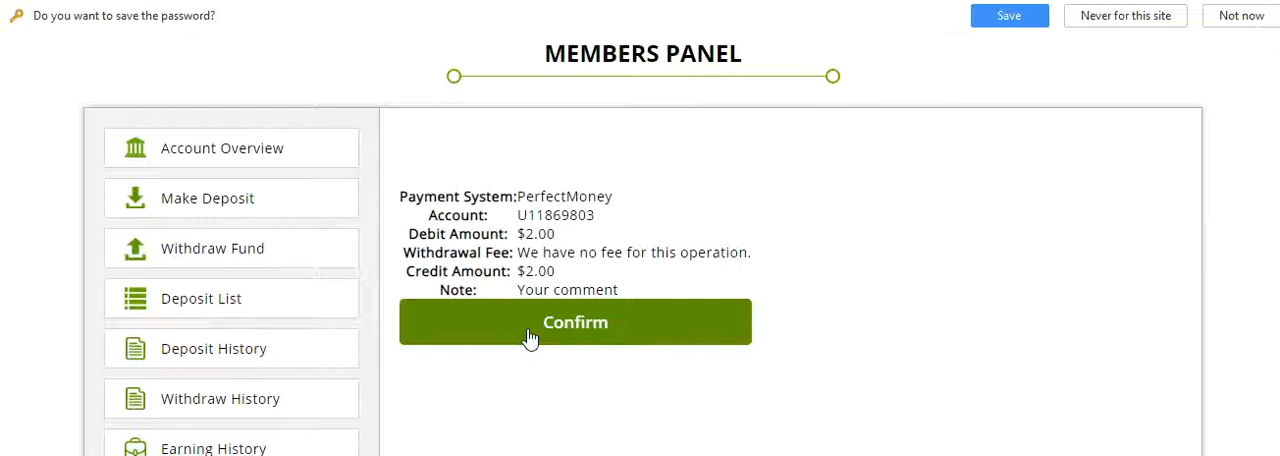 Do you want to save the password?
Save
Never for this site
Not now
MEMBERS PANEL
Account Overview
Make Deposit
Withdraw Fund
Deposit List
Deposit History
Withdraw History
Earning History
Payment System:PerfectMoney
Account: U11869803
Debit Amount: $2.00
Withdrawal Fee: We have no fee for this operation.
Credit Amount: $2.00
Note: Your comment
Confirm